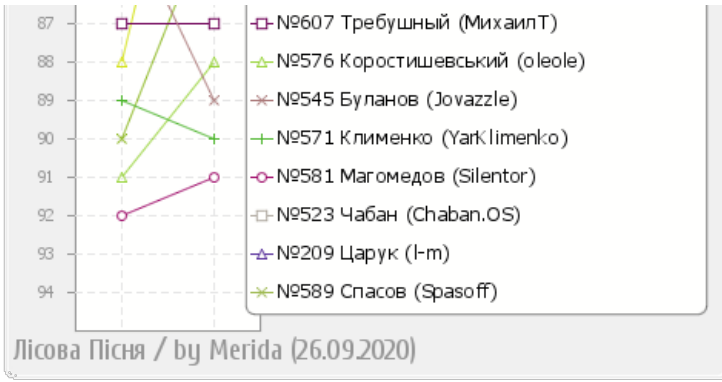 87 №607 Требушный (МихаилТ)
88 №576 Коростишевський (oleole)
89 №545 Буланов (Jovazzle)
90 №571 Клименко (YarKlimenko)
91 №581 Магомедов (Silentor)
92 №523 Чабан (Chaban.OS)
93 №209 Царук (l-m)
94 №589 Спасов (Spasoff)
Лісова Пісня / by Merida (26.09.2020)